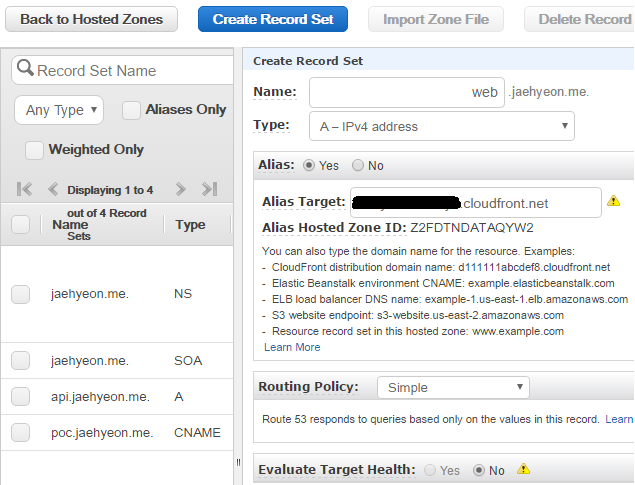 Back to Hosted Zones
Create Record Set
Import Zone File
Delete Record
Record Set Name
Any Type
Aliases Only
Weighted Only
Displaying 1 to 4
out of 4 Record
Sets
Name
Type
jaehyeon.me.
NS
jaehyeon.me.
SOA
api.jaehyeon.me.
A
poc.jaehyeon.me.
CNAME
Create Record Set
Name:
web
.jaehyeon.me.
Type:
A – IPv4 address
Alias:
Yes
No
Alias Target:
.cloudfront.net
Alias Hosted Zone ID: Z2FDTNDATAQYW2
You can also type the domain name for the resource. Examples:
- CloudFront distribution domain name: d111111abcdef8.cloudfront.net
- Elastic Beanstalk environment CNAME: example.elasticbeanstalk.com
- ELB load balancer DNS name: example-1.us-east-1.elb.amazonaws.com
- S3 website endpoint: s3-website.us-east-2.amazonaws.com
- Resource record set in this hosted zone: www.example.com
Learn More
Routing Policy:
Simple
Route 53 responds to queries based only on the values in this record. Learn
Evaluate Target Health:
Yes
No